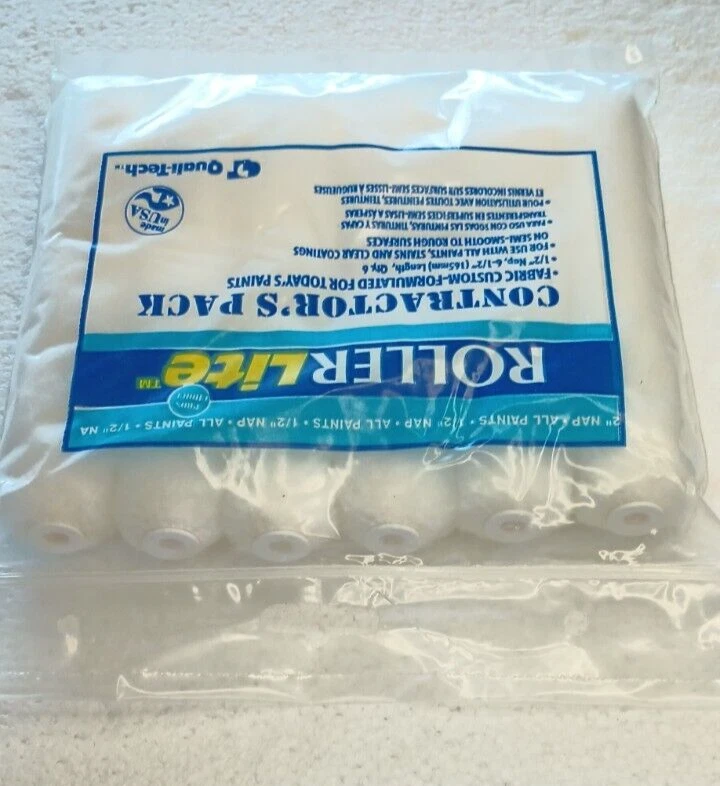 2" NAP • ALL PAINTS • 1/2" NAP • ALL PAINTS • 1/2" NAP • ALL PAINTS • 1/2" NA
ROLLERLite™
CONTRACTOR'S PACK
• FABRIC CUSTOM-FORMULATED FOR TODAY'S PAINTS
• 1/2" Nap, 6-1/2" (165mm) Length, Qty. 6
• FOR USE WITH ALL PAINTS, STAINS AND CLEAR COATINGS
ON SEMI-SMOOTH TO ROUGH SURFACES
• PARA USO CON LAS TODAS PINTURAS, TINTURAS Y CAPAS
TRANSPARENTES EN SUPERFICIES SEMI-LISAS A ÁSPERAS
• POUR UTILISATION AVEC TOUTES PEINTURES, TEINTURES
ET VERNIS INCOLORES SUR SURFACES SEMI-LISSES À RUGUEUSES
made
in USA
QT Quali-Tech™